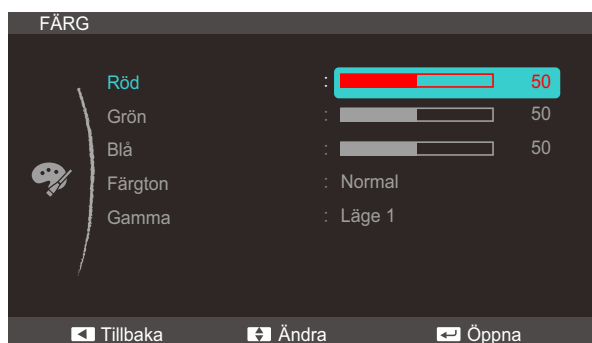 FÄRG
Röd : 50
Grön : 50
Blå : 50
Färgton : Normal
Gamma : Läge 1
Tillbaka Ändra Öppna